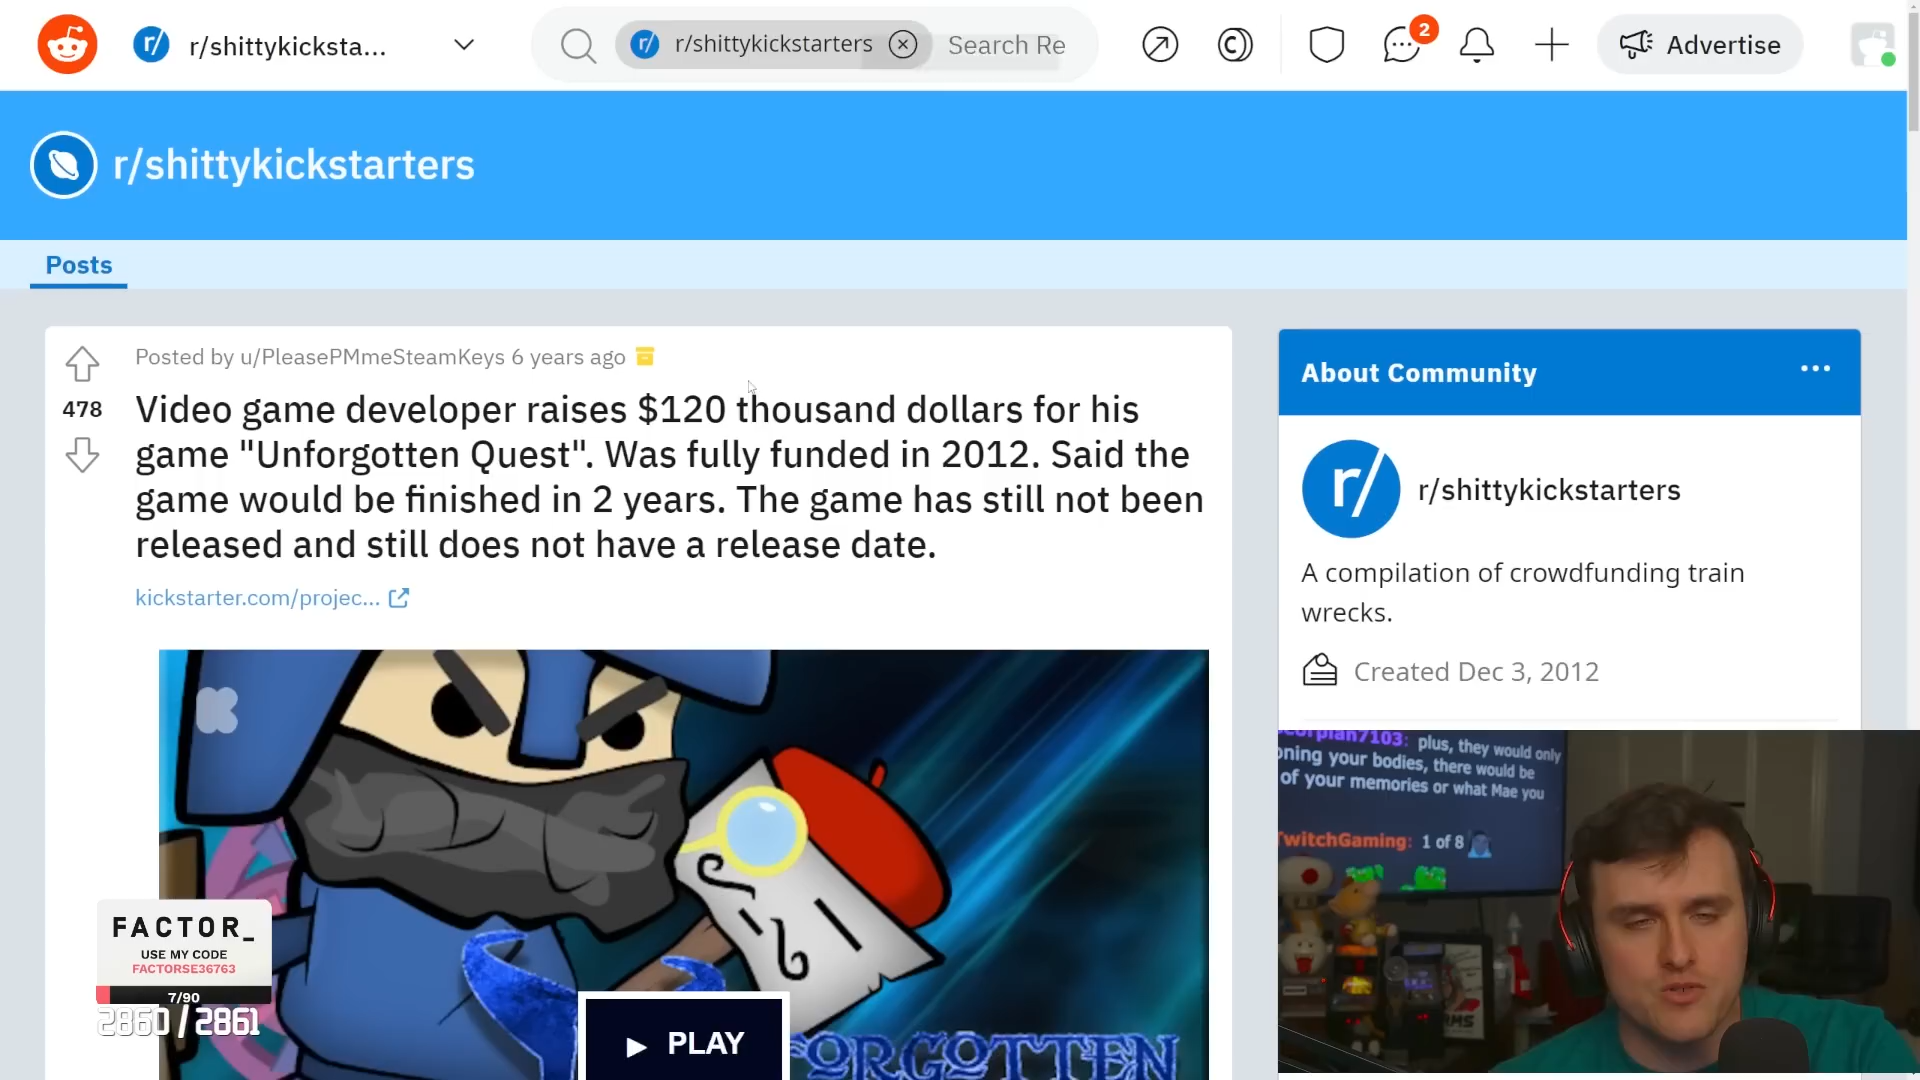 r/shittykicksta...
r/shittykickstarters
Search Re
2
Advertise
r/shittykickstarters
Posts
Posted by u/PleasePMmeSteamKeys 6 years ago
478
Video game developer raises $120 thousand dollars for his
game "Unforgotten Quest". Was fully funded in 2012. Said the
game would be finished in 2 years. The game has still not been
released and still does not have a release date.
kickstarter.com/projec...
PLAY
ORGOTTEN
FACTOR_
USE MY CODE
FACTORSE36763
7/90
2860/2861
About Community
r/shittykickstarters
A compilation of crowdfunding train
wrecks.
Created Dec 3, 2012
plus, they would only
ning your bodies, there would be
of your memories or what Mae you
witchGaming: 1 of 8